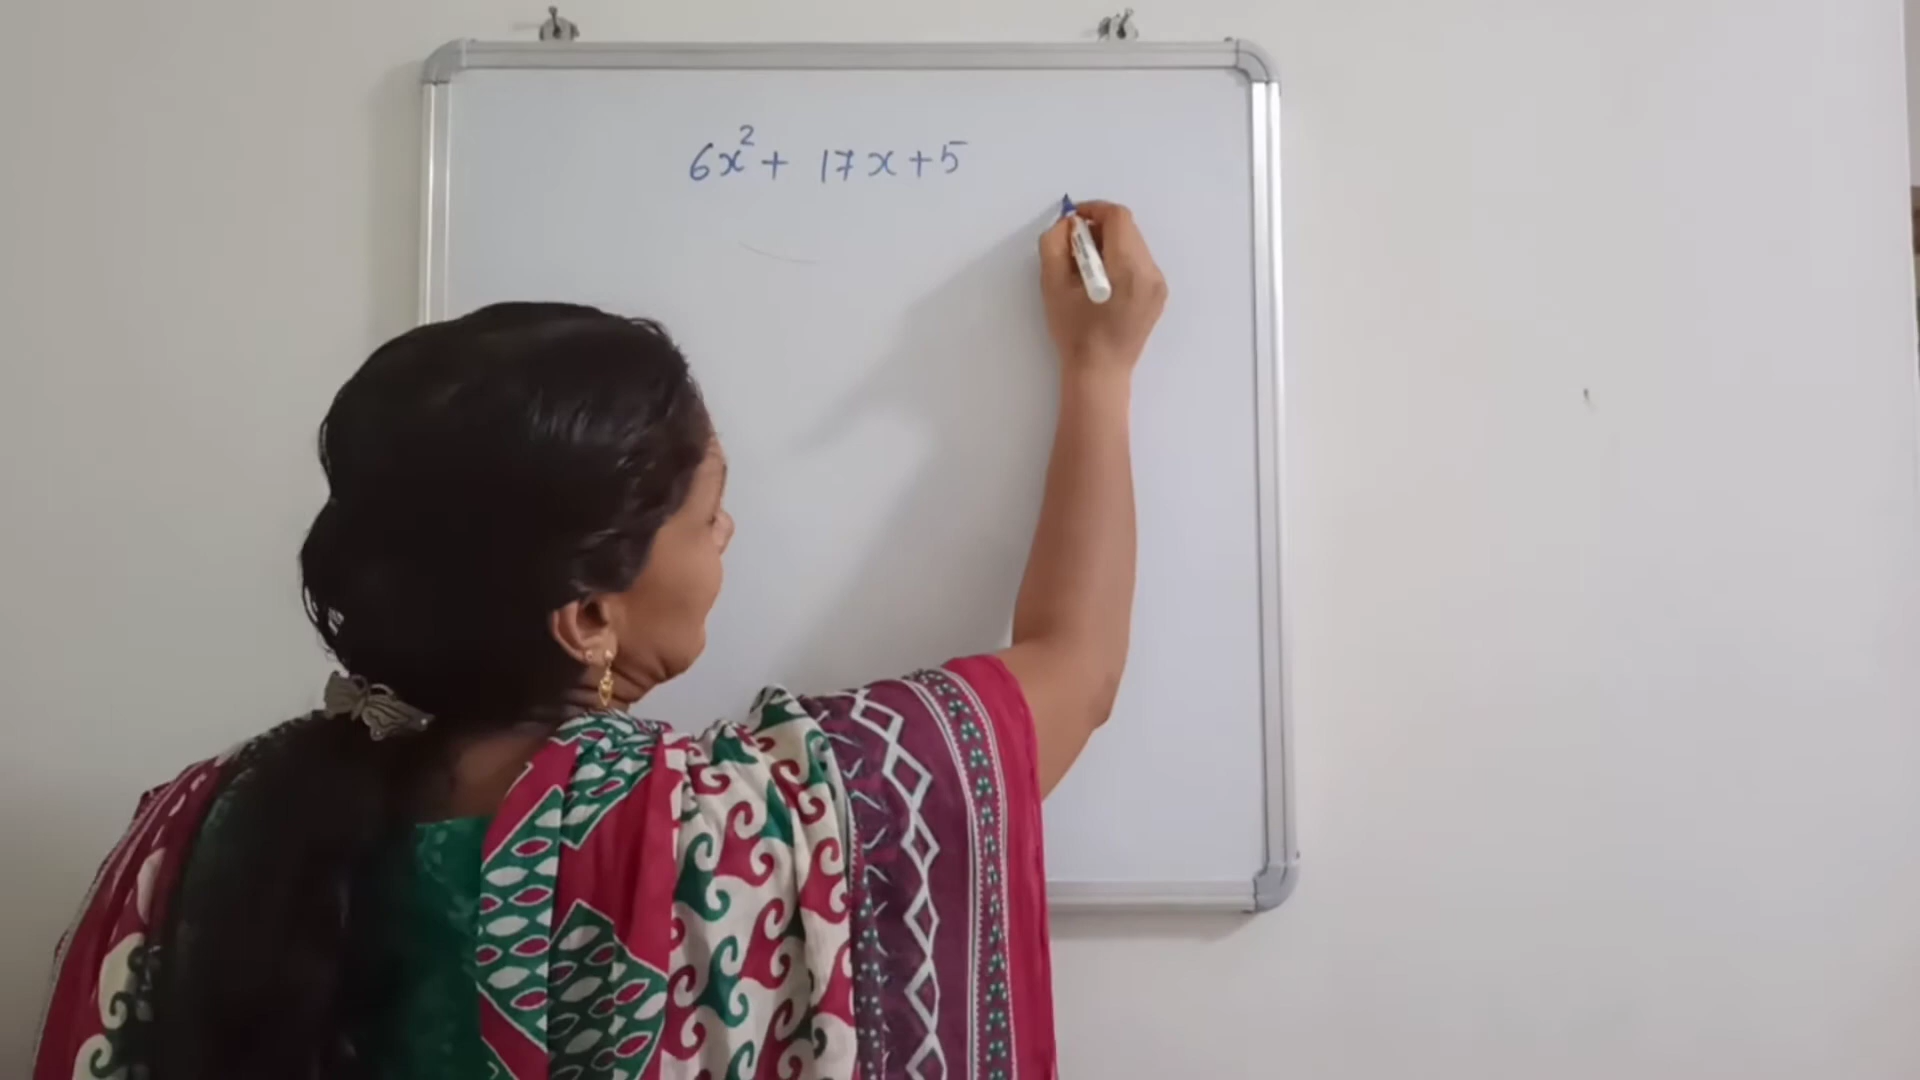 6x² + 17x + 5